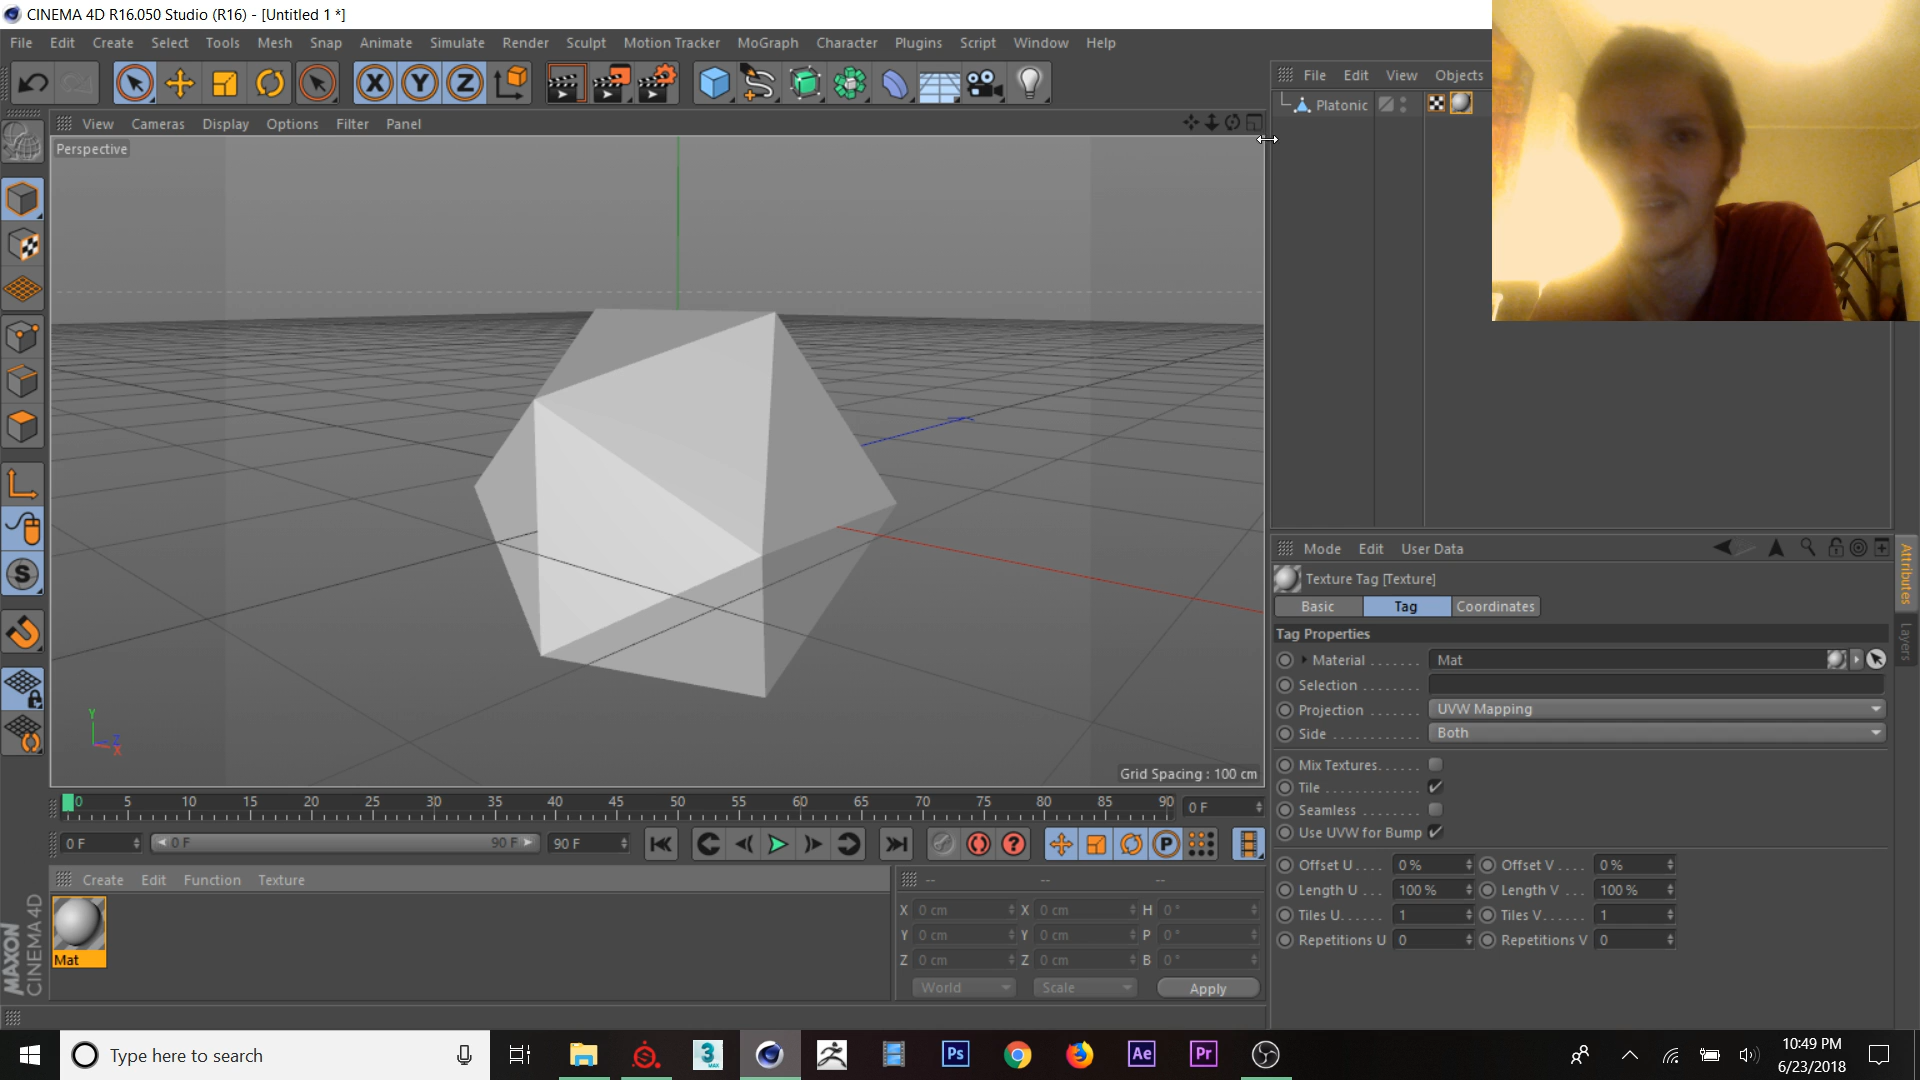 CINEMA 4D R16.050 Studio (R16) - [Untitled 1 *]
File Edit Create Select Tools Mesh Snap Animate Simulate Render Sculpt Motion Tracker MoGraph Character Plugins Script Window Help
X Y Z
File Edit View Objects
Platonic
View Cameras Display Options Filter Panel
Perspective
S
Y
Z
X
Grid Spacing : 100 cm
Mode Edit User Data
Attributes
Layers
Texture Tag [Texture]
Basic Tag Coordinates
Tag Properties
Material . . . . . . . Mat
Selection . . . . . . . .
Projection . . . . . . . UVW Mapping
Side . . . . . . . . . . . . Both
Mix Textures. . . . . .
Tile . . . . . . . . . . . . .
Seamless . . . . . . . .
Use UVW for Bump
Offset U . . . . 0 % Offset V . . . . 0 %
Length U . . . 100 % Length V . . . 100 %
Tiles U. . . . . . 1 Tiles V. . . . . . 1
Repetitions U 0 Repetitions V 0
0 5 10 15 20 25 30 35 40 45 50 55 60 65 70 75 80 85 90 0 F
0 F 0 F 90 F 90 F
? P
Create Edit Function Texture
-- -- --
Mat
X 0 cm X 0 cm H 0 °
Y 0 cm Y 0 cm P 0 °
Z 0 cm Z 0 cm B 0 °
World Scale Apply
MAXON
CINEMA 4D
Type here to search
3
MAX
Ps
Ae
Pr
10:49 PM
6/23/2018